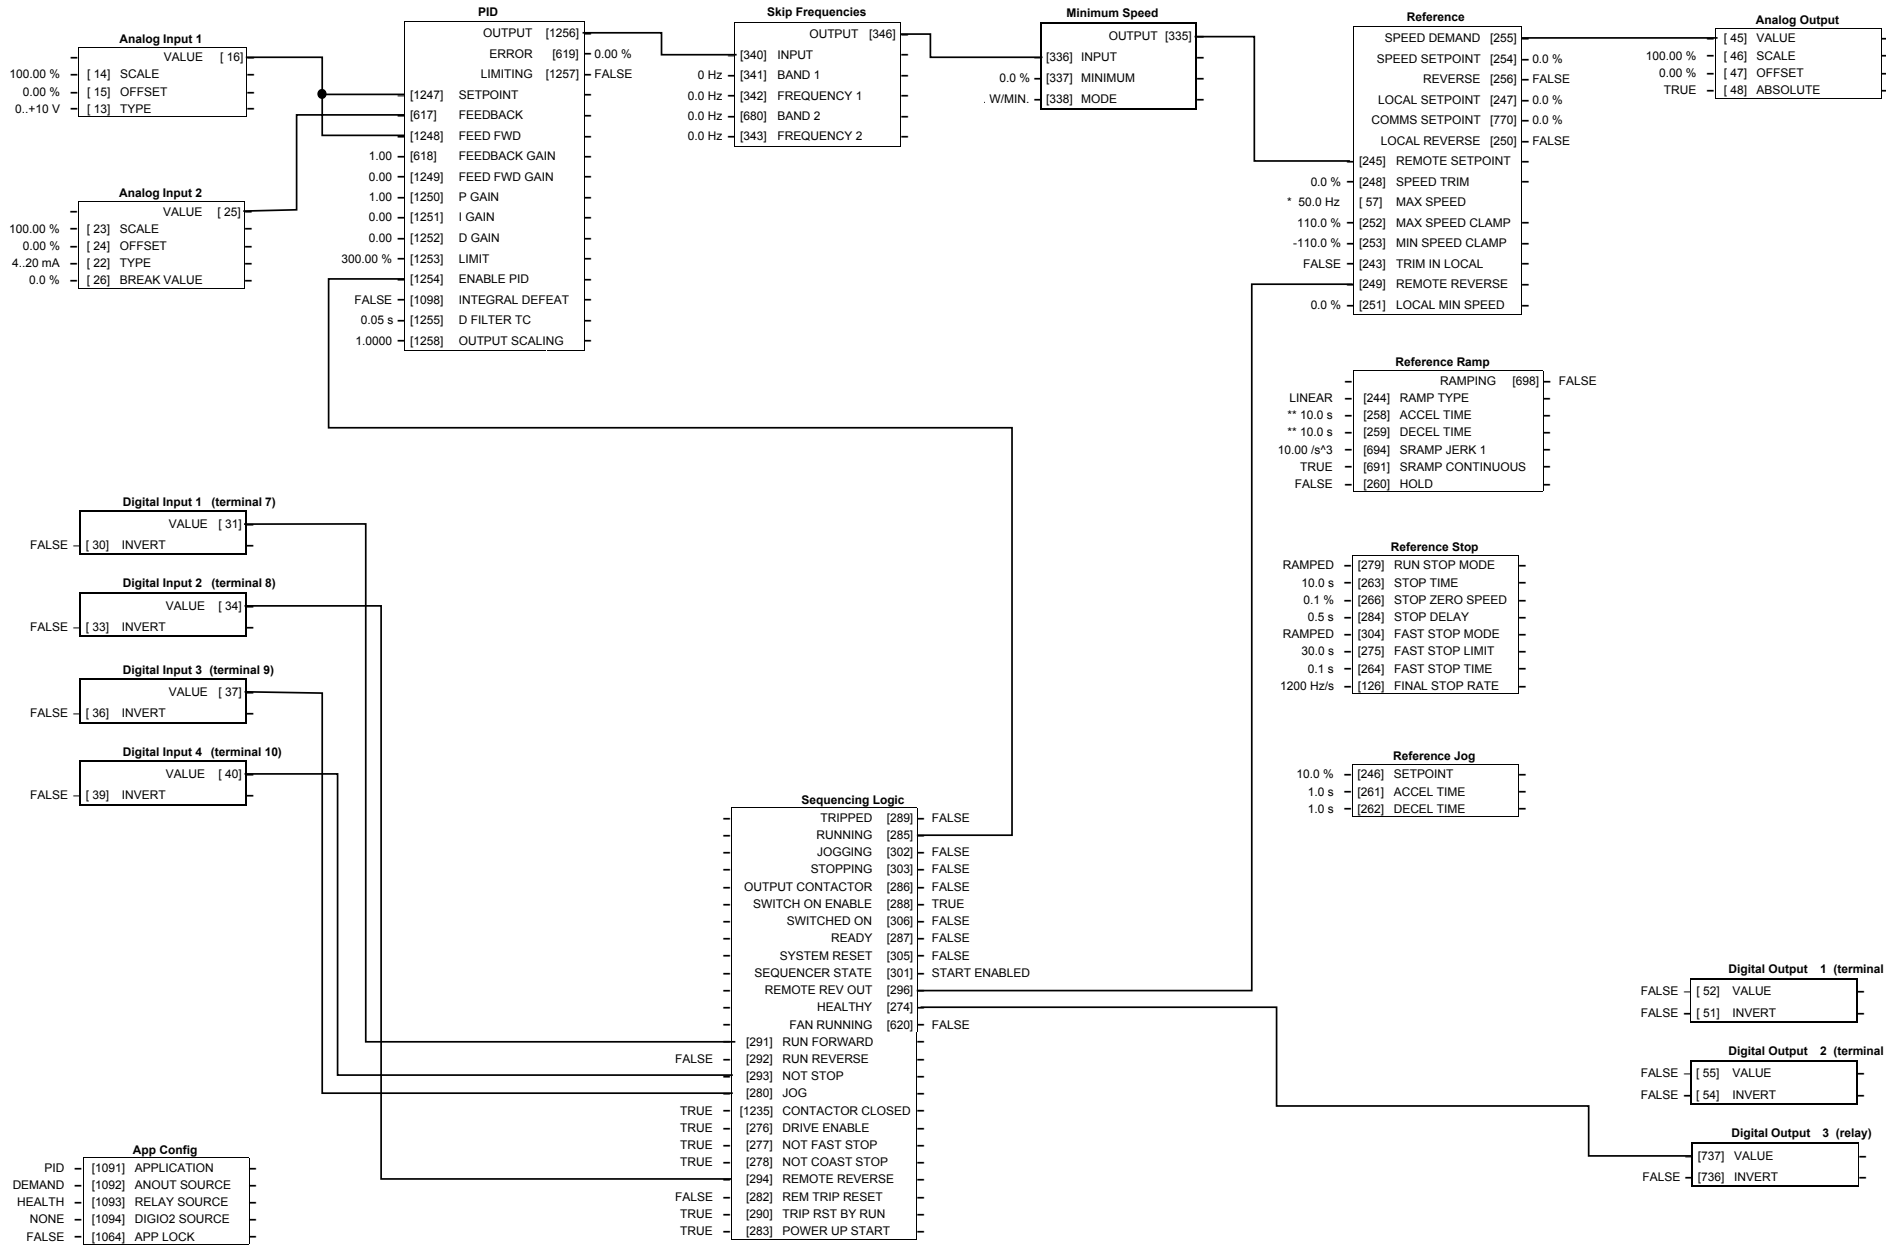 Analog Input 1
VALUE [ 16]
100.00 % [ 14] SCALE
0.00 % [ 15] OFFSET
0..+10 V [ 13] TYPE
Analog Input 2
VALUE [ 25]
100.00 % [ 23] SCALE
0.00 % [ 24] OFFSET
4..20 mA [ 22] TYPE
0.0 % [ 26] BREAK VALUE
PID
OUTPUT [1256]
ERROR [619] 0.00 %
LIMITING [1257] FALSE
[1247] SETPOINT
[617] FEEDBACK
[1248] FEED FWD
1.00 [618] FEEDBACK GAIN
0.00 [1249] FEED FWD GAIN
1.00 [1250] P GAIN
0.00 [1251] I GAIN
0.00 [1252] D GAIN
300.00 % [1253] LIMIT
[1254] ENABLE PID
FALSE [1098] INTEGRAL DEFEAT
0.05 s [1255] D FILTER TC
1.0000 [1258] OUTPUT SCALING
Skip Frequencies
OUTPUT [346]
[340] INPUT
0 Hz [341] BAND 1
0.0 Hz [342] FREQUENCY 1
0.0 Hz [680] BAND 2
0.0 Hz [343] FREQUENCY 2
Minimum Speed
OUTPUT [335]
[336] INPUT
0.0 % [337] MINIMUM
. W/MIN. [338] MODE
Reference
SPEED DEMAND [255]
SPEED SETPOINT [254] 0.0 %
REVERSE [256] FALSE
LOCAL SETPOINT [247] 0.0 %
COMMS SETPOINT [770] 0.0 %
LOCAL REVERSE [250] FALSE
[245] REMOTE SETPOINT
0.0 % [248] SPEED TRIM
* 50.0 Hz [ 57] MAX SPEED
110.0 % [252] MAX SPEED CLAMP
-110.0 % [253] MIN SPEED CLAMP
FALSE [243] TRIM IN LOCAL
[249] REMOTE REVERSE
0.0 % [251] LOCAL MIN SPEED
Analog Output
[ 45] VALUE
100.00 % [ 46] SCALE
0.00 % [ 47] OFFSET
TRUE [ 48] ABSOLUTE
Reference Ramp
RAMPING [698] FALSE
LINEAR [244] RAMP TYPE
** 10.0 s [258] ACCEL TIME
** 10.0 s [259] DECEL TIME
10.00 /s^3 [694] SRAMP JERK 1
TRUE [691] SRAMP CONTINUOUS
FALSE [260] HOLD
Digital Input 1 (terminal 7)
VALUE [ 31]
FALSE [ 30] INVERT
Digital Input 2 (terminal 8)
VALUE [ 34]
FALSE [ 33] INVERT
Digital Input 3 (terminal 9)
VALUE [ 37]
FALSE [ 36] INVERT
Digital Input 4 (terminal 10)
VALUE [ 40]
FALSE [ 39] INVERT
Reference Stop
RAMPED [279] RUN STOP MODE
10.0 s [263] STOP TIME
0.1 % [266] STOP ZERO SPEED
0.5 s [284] STOP DELAY
RAMPED [304] FAST STOP MODE
30.0 s [275] FAST STOP LIMIT
0.1 s [264] FAST STOP TIME
1200 Hz/s [126] FINAL STOP RATE
Reference Jog
10.0 % [246] SETPOINT
1.0 s [261] ACCEL TIME
1.0 s [262] DECEL TIME
Sequencing Logic
TRIPPED [289] FALSE
RUNNING [285]
JOGGING [302] FALSE
STOPPING [303] FALSE
OUTPUT CONTACTOR [286] FALSE
SWITCH ON ENABLE [288] TRUE
SWITCHED ON [306] FALSE
READY [287] FALSE
SYSTEM RESET [305] FALSE
SEQUENCER STATE [301] START ENABLED
REMOTE REV OUT [296]
HEALTHY [274]
FAN RUNNING [620] FALSE
[291] RUN FORWARD
FALSE [292] RUN REVERSE
[293] NOT STOP
[280] JOG
TRUE [1235] CONTACTOR CLOSED
TRUE [276] DRIVE ENABLE
TRUE [277] NOT FAST STOP
TRUE [278] NOT COAST STOP
[294] REMOTE REVERSE
FALSE [282] REM TRIP RESET
TRUE [290] TRIP RST BY RUN
TRUE [283] POWER UP START
Digital Output 1 (terminal
FALSE [ 52] VALUE
FALSE [ 51] INVERT
Digital Output 2 (terminal
FALSE [ 55] VALUE
FALSE [ 54] INVERT
Digital Output 3 (relay)
[737] VALUE
FALSE [736] INVERT
App Config
PID [1091] APPLICATION
DEMAND [1092] ANOUT SOURCE
HEALTH [1093] RELAY SOURCE
NONE [1094] DIGIO2 SOURCE
FALSE [1064] APP LOCK